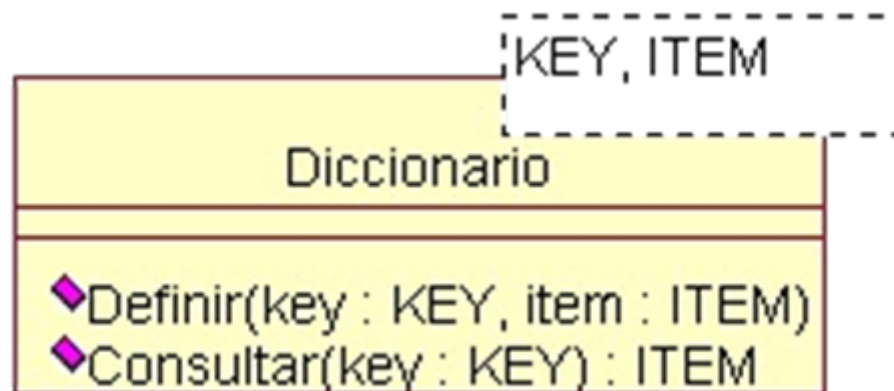 KEY, ITEM
Diccionario
Definir(key : KEY, item : ITEM)
Consultar(key : KEY) : ITEM